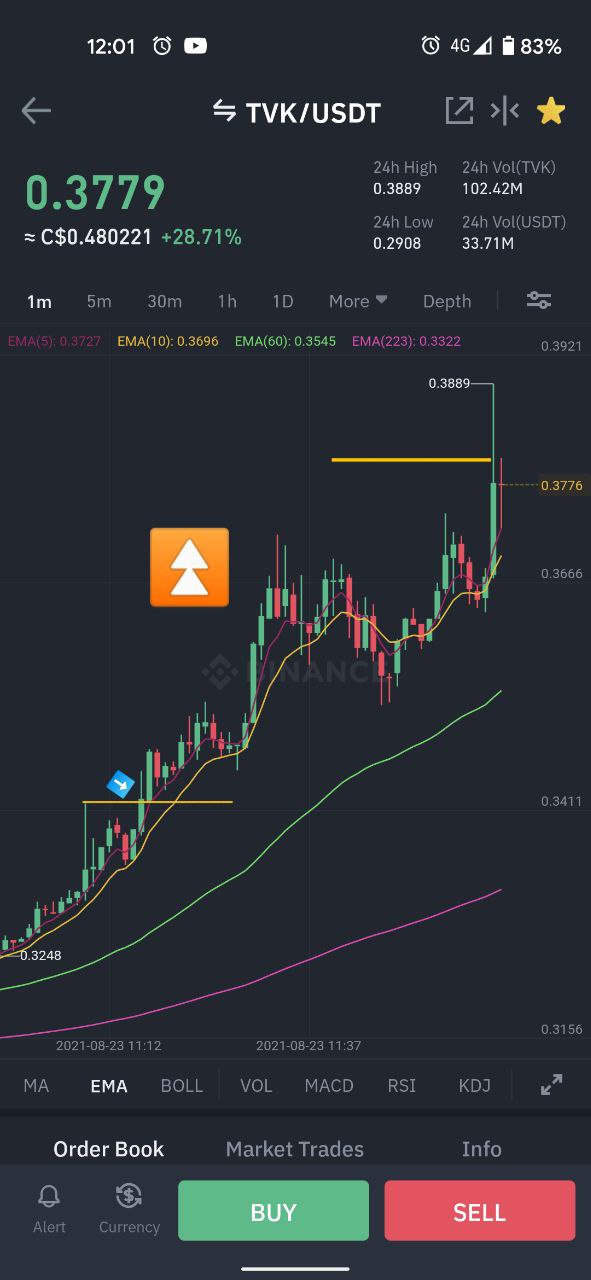 12:01 4G 83%
TVK/USDT
0.3779
≈ C$0.480221 +28.71%
24h High 24h Vol(TVK)
0.3889 102.42M
24h Low 24h Vol(USDT)
0.2908 33.71M
1m 5m 30m 1h 1D More Depth
EMA(5): 0.3727 EMA(10): 0.3696 EMA(60): 0.3545 EMA(223): 0.3322
0.3921
0.3889
0.3776
0.3666
BINANCE
0.3411
0.3248
0.3156
2021-08-23 11:12 2021-08-23 11:37
MA EMA BOLL VOL MACD RSI KDJ
Order Book Market Trades Info
Alert Currency BUY SELL